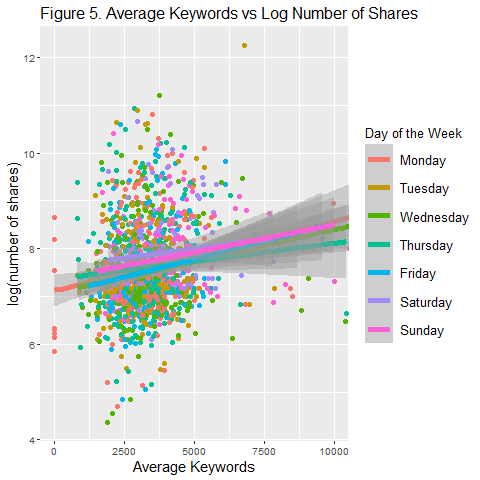 Figure 5. Average Keywords vs Log Number of Shares
12
10
8
6
4
log(number of shares)
0
2500
5000
7500
10000
Average Keywords
Day of the Week
Monday
Tuesday
Wednesday
Thursday
Friday
Saturday
Sunday